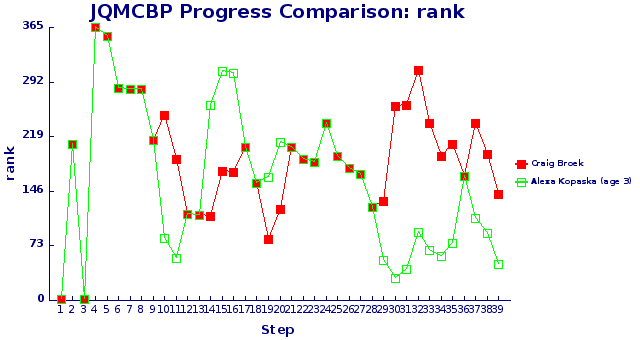 JQMCBP Progress Comparison: rank
365
292
219
146
73
0
rank
1 2 3 4 5 6 7 8 9 10 11 12 13 14 15 16 17 18 19 20 21 22 23 24 25 26 27 28 29 30 31 32 33 34 35 36 37 38 39
Step
Craig Broek
Alexa Kopaska (age 3)